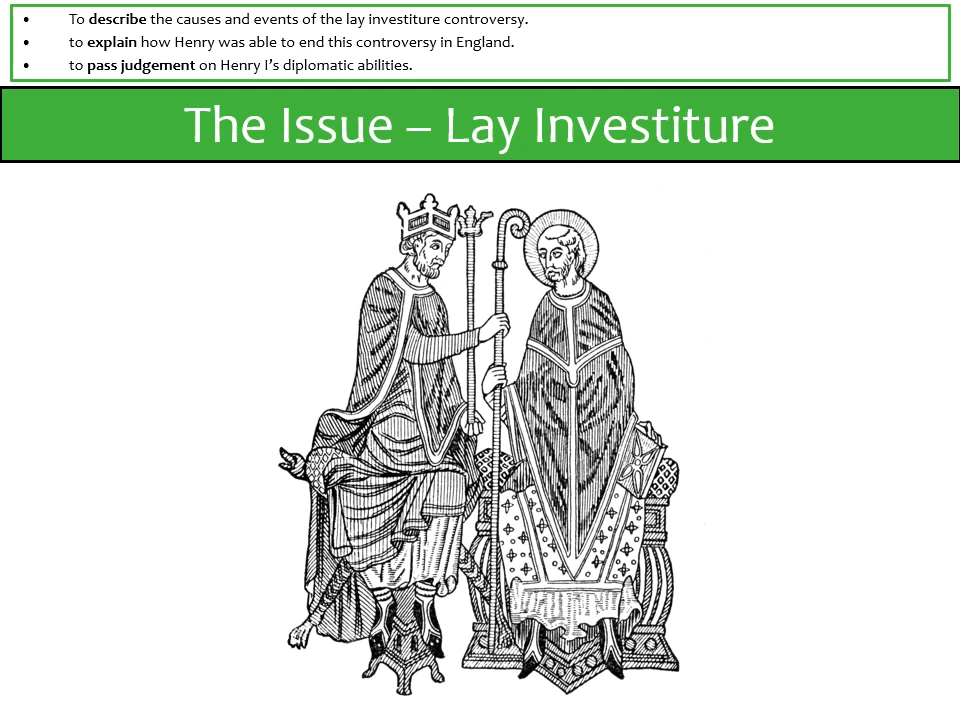 • To describe the causes and events of the lay investiture controversy.
• to explain how Henry was able to end this controversy in England.
• to pass judgement on Henry I’s diplomatic abilities.
The Issue – Lay Investiture